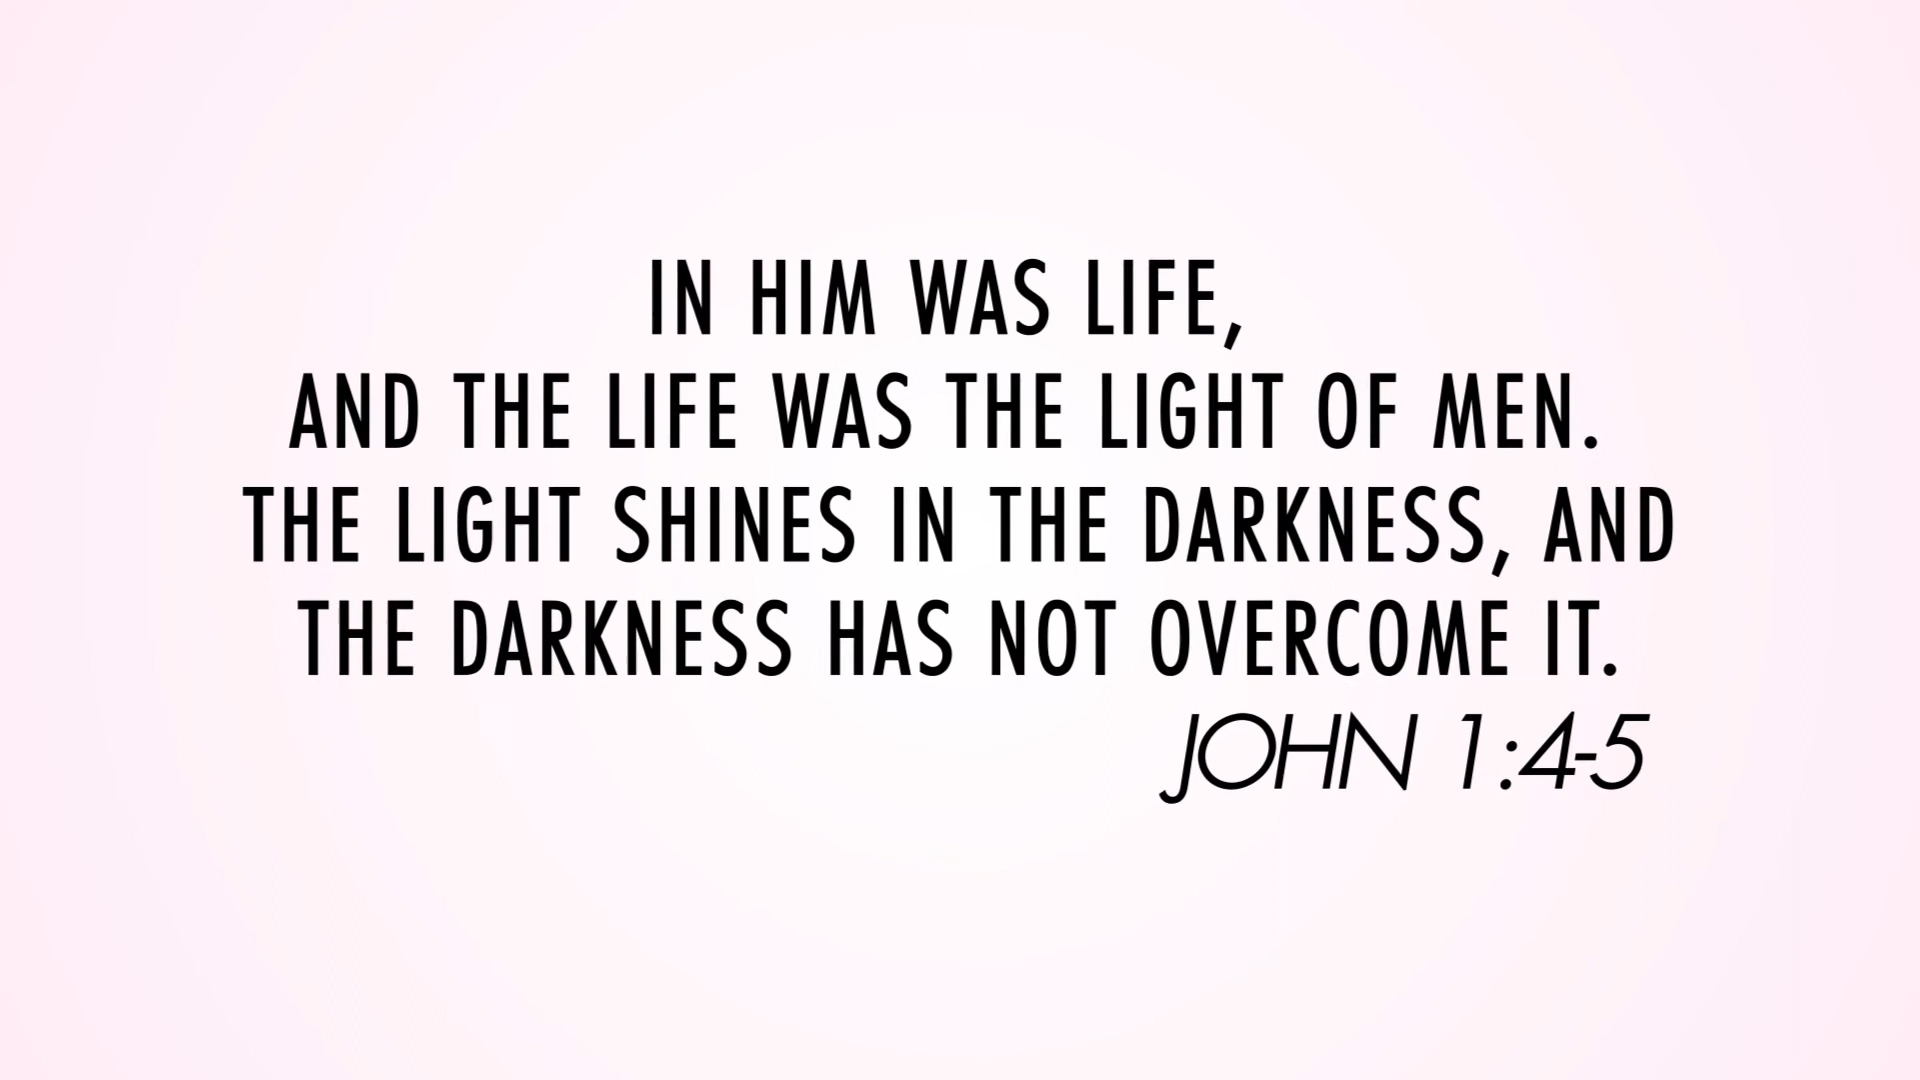 IN HIM WAS LIFE,
AND THE LIFE WAS THE LIGHT OF MEN.
THE LIGHT SHINES IN THE DARKNESS, AND
THE DARKNESS HAS NOT OVERCOME IT.
JOHN 1:4-5